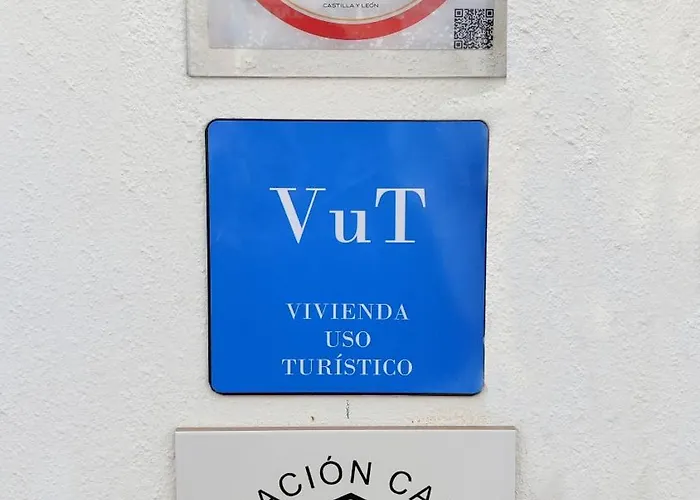 CASTILLA Y LEÓN
VuT
VIVIENDA
USO
TURÍSTICO
ACIÓN CA